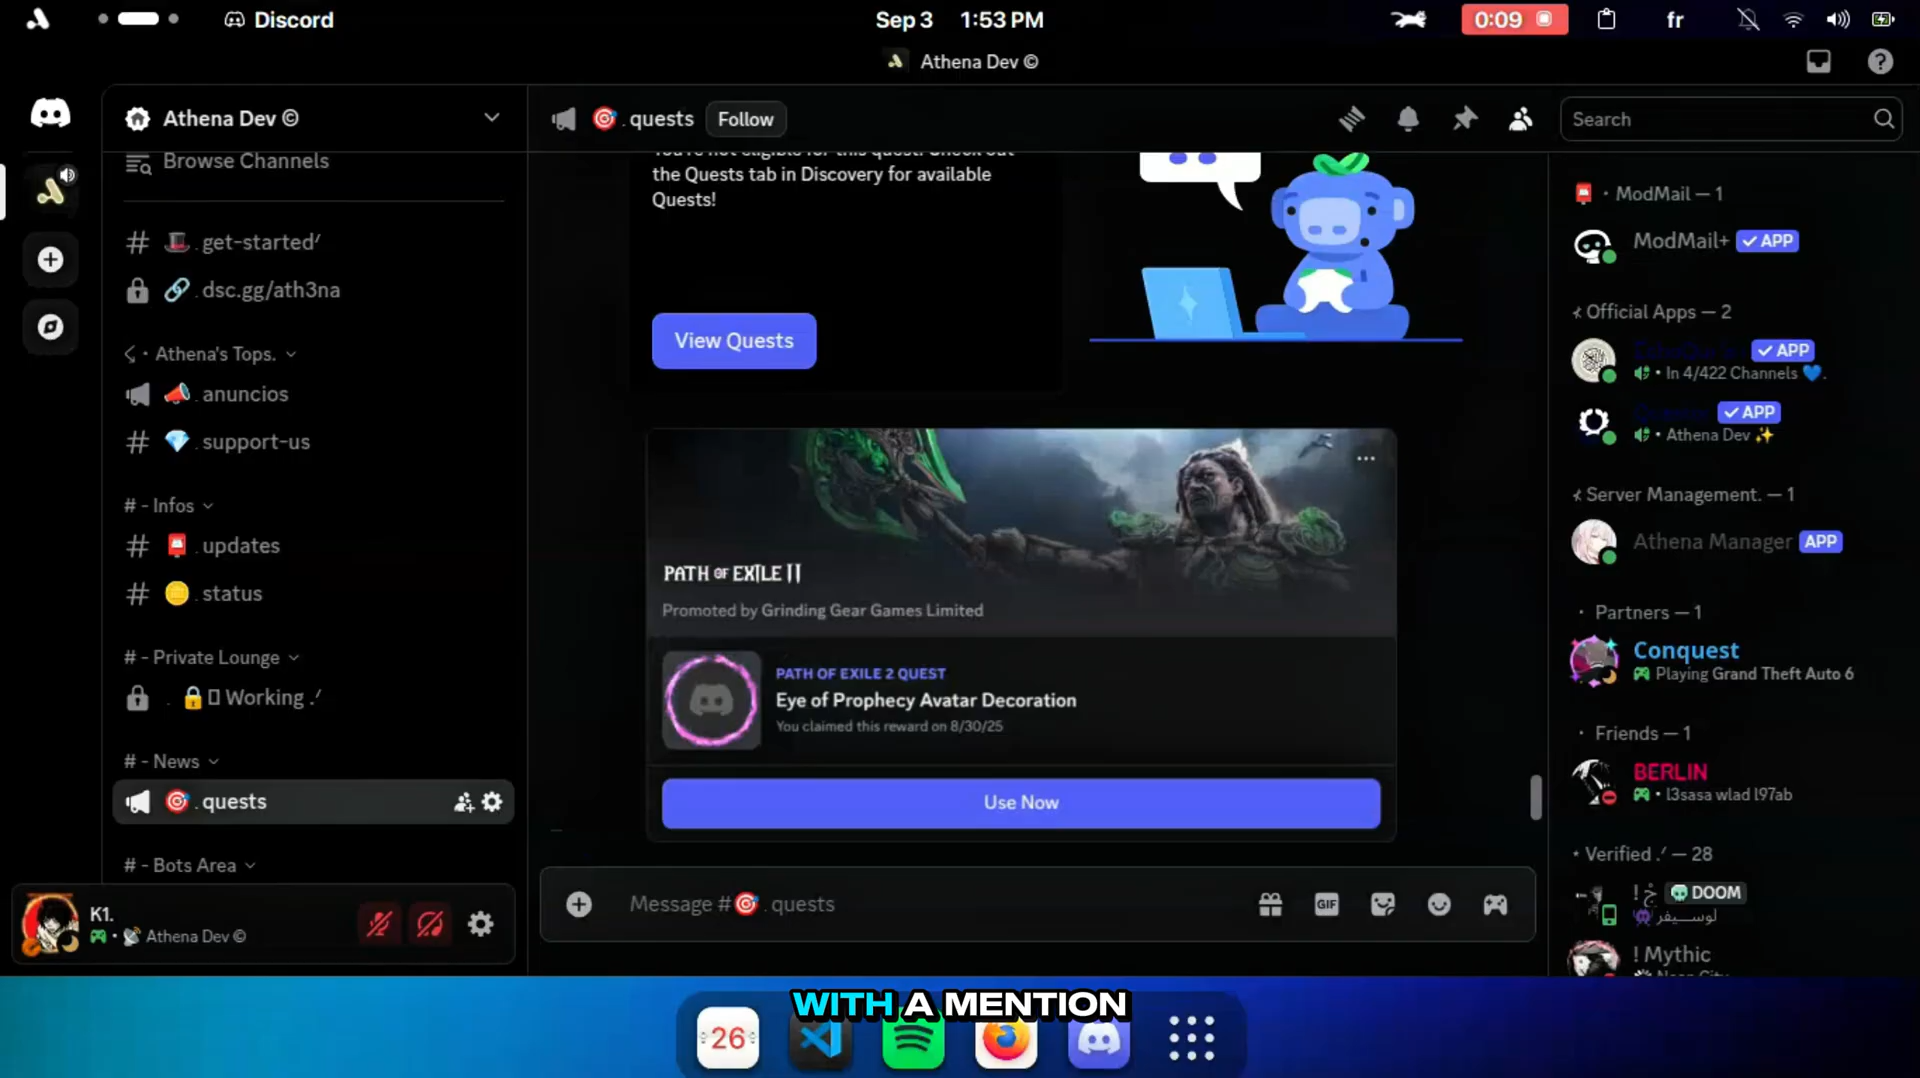 Discord
Sep 3 1:53 PM
0:09
fr
Athena Dev ©
Athena Dev ©
Browse Channels
get-started
dsc.gg/ath3na
Athena's Tops.
anuncios
support-us
# - Infos
updates
status
# - Private Lounge
Working
# - News
quests
# - Bots Area
K1.
Athena Dev ©
quests
Follow
Search
the Quests tab in Discovery for available
Quests!
View Quests
PATH OF EXILE II
Promoted by Grinding Gear Games Limited
PATH OF EXILE 2 QUEST
Eye of Prophecy Avatar Decoration
You claimed this reward on 8/30/25
Use Now
Message # quests
GIF
ModMail — 1
ModMail+ APP
Official Apps — 2
APP
In 4/422 Channels
APP
Athena Dev
Server Management. — 1
Athena Manager APP
Partners — 1
Conquest
Playing Grand Theft Auto 6
Friends — 1
BERLIN
l3sasa wlad l97ab
Verified — 28
! ج DOOM
لوسيفر
! Mythic
WITH A MENTION
26